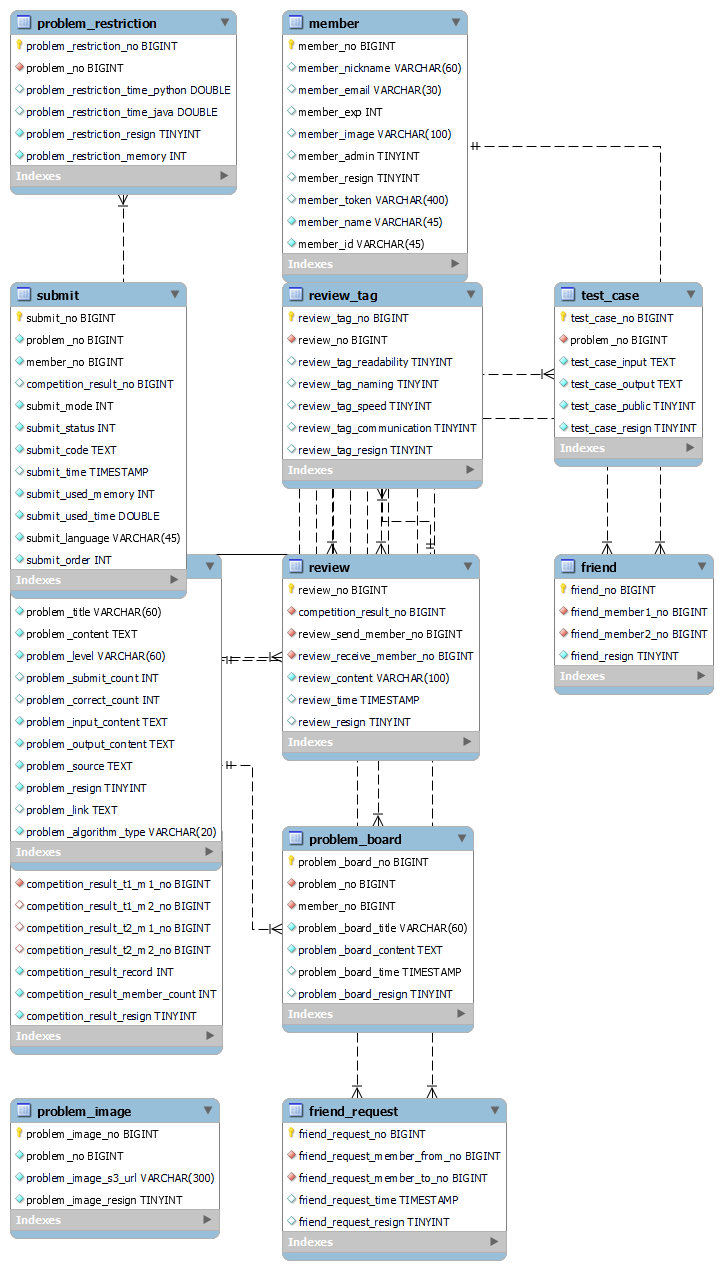 problem_restriction
problem_restriction_no BIGINT
problem_no BIGINT
problem_restriction_time_python DOUBLE
problem_restriction_time_java DOUBLE
problem_restriction_resign TINYINT
problem_restriction_memory INT
Indexes
member
member_no BIGINT
member_nickname VARCHAR(60)
member_email VARCHAR(30)
member_exp INT
member_image VARCHAR(100)
member_admin TINYINT
member_resign TINYINT
member_token VARCHAR(400)
member_name VARCHAR(45)
member_id VARCHAR(45)
Indexes
submit
submit_no BIGINT
problem_no BIGINT
member_no BIGINT
competition_result_no BIGINT
submit_mode INT
submit_status INT
submit_code TEXT
submit_time TIMESTAMP
submit_used_memory INT
submit_used_time DOUBLE
submit_language VARCHAR(45)
submit_order INT
Indexes
review_tag
review_tag_no BIGINT
review_no BIGINT
review_tag_readability TINYINT
review_tag_naming TINYINT
review_tag_speed TINYINT
review_tag_communication TINYINT
review_tag_resign TINYINT
Indexes
test_case
test_case_no BIGINT
problem_no BIGINT
test_case_input TEXT
test_case_output TEXT
test_case_public TINYINT
test_case_resign TINYINT
Indexes
problem_title VARCHAR(60)
problem_content TEXT
problem_level VARCHAR(60)
problem_submit_count INT
problem_correct_count INT
problem_input_content TEXT
problem_output_content TEXT
problem_source TEXT
problem_resign TINYINT
problem_link TEXT
problem_algorithm_type VARCHAR(20)
Indexes
review
review_no BIGINT
competition_result_no BIGINT
review_send_member_no BIGINT
review_receive_member_no BIGINT
review_content VARCHAR(100)
review_time TIMESTAMP
review_resign TINYINT
Indexes
friend
friend_no BIGINT
friend_member1_no BIGINT
friend_member2_no BIGINT
friend_resign TINYINT
Indexes
competition_result_t1_m1_no BIGINT
competition_result_t1_m2_no BIGINT
competition_result_t2_m1_no BIGINT
competition_result_t2_m2_no BIGINT
competition_result_record INT
competition_result_member_count INT
competition_result_resign TINYINT
Indexes
problem_board
problem_board_no BIGINT
problem_no BIGINT
member_no BIGINT
problem_board_title VARCHAR(60)
problem_board_content TEXT
problem_board_time TIMESTAMP
problem_board_resign TINYINT
Indexes
problem_image
problem_image_no BIGINT
problem_no BIGINT
problem_image_s3_url VARCHAR(300)
problem_image_resign TINYINT
Indexes
friend_request
friend_request_no BIGINT
friend_request_member_from_no BIGINT
friend_request_member_to_no BIGINT
friend_request_time TIMESTAMP
friend_request_resign TINYINT
Indexes